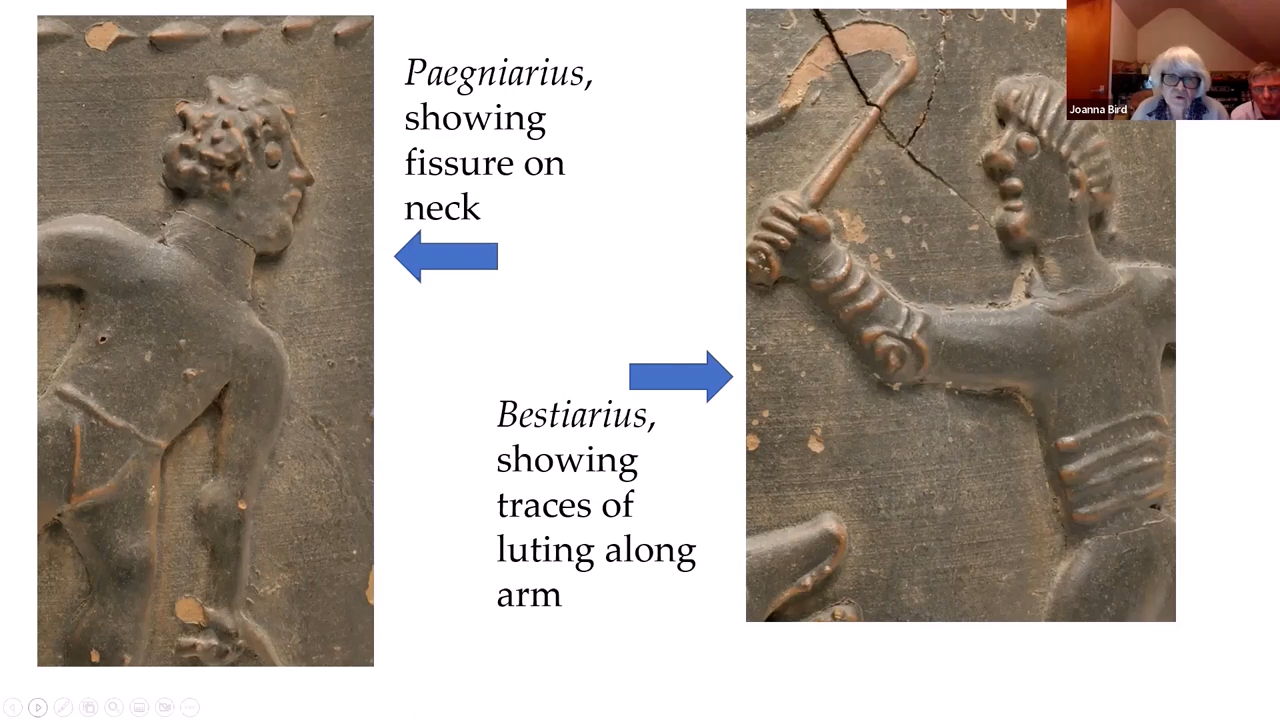 Paegniarius,
showing
fissure on
neck
Bestiarius,
showing
traces of
luting along
arm
Joanna Bird